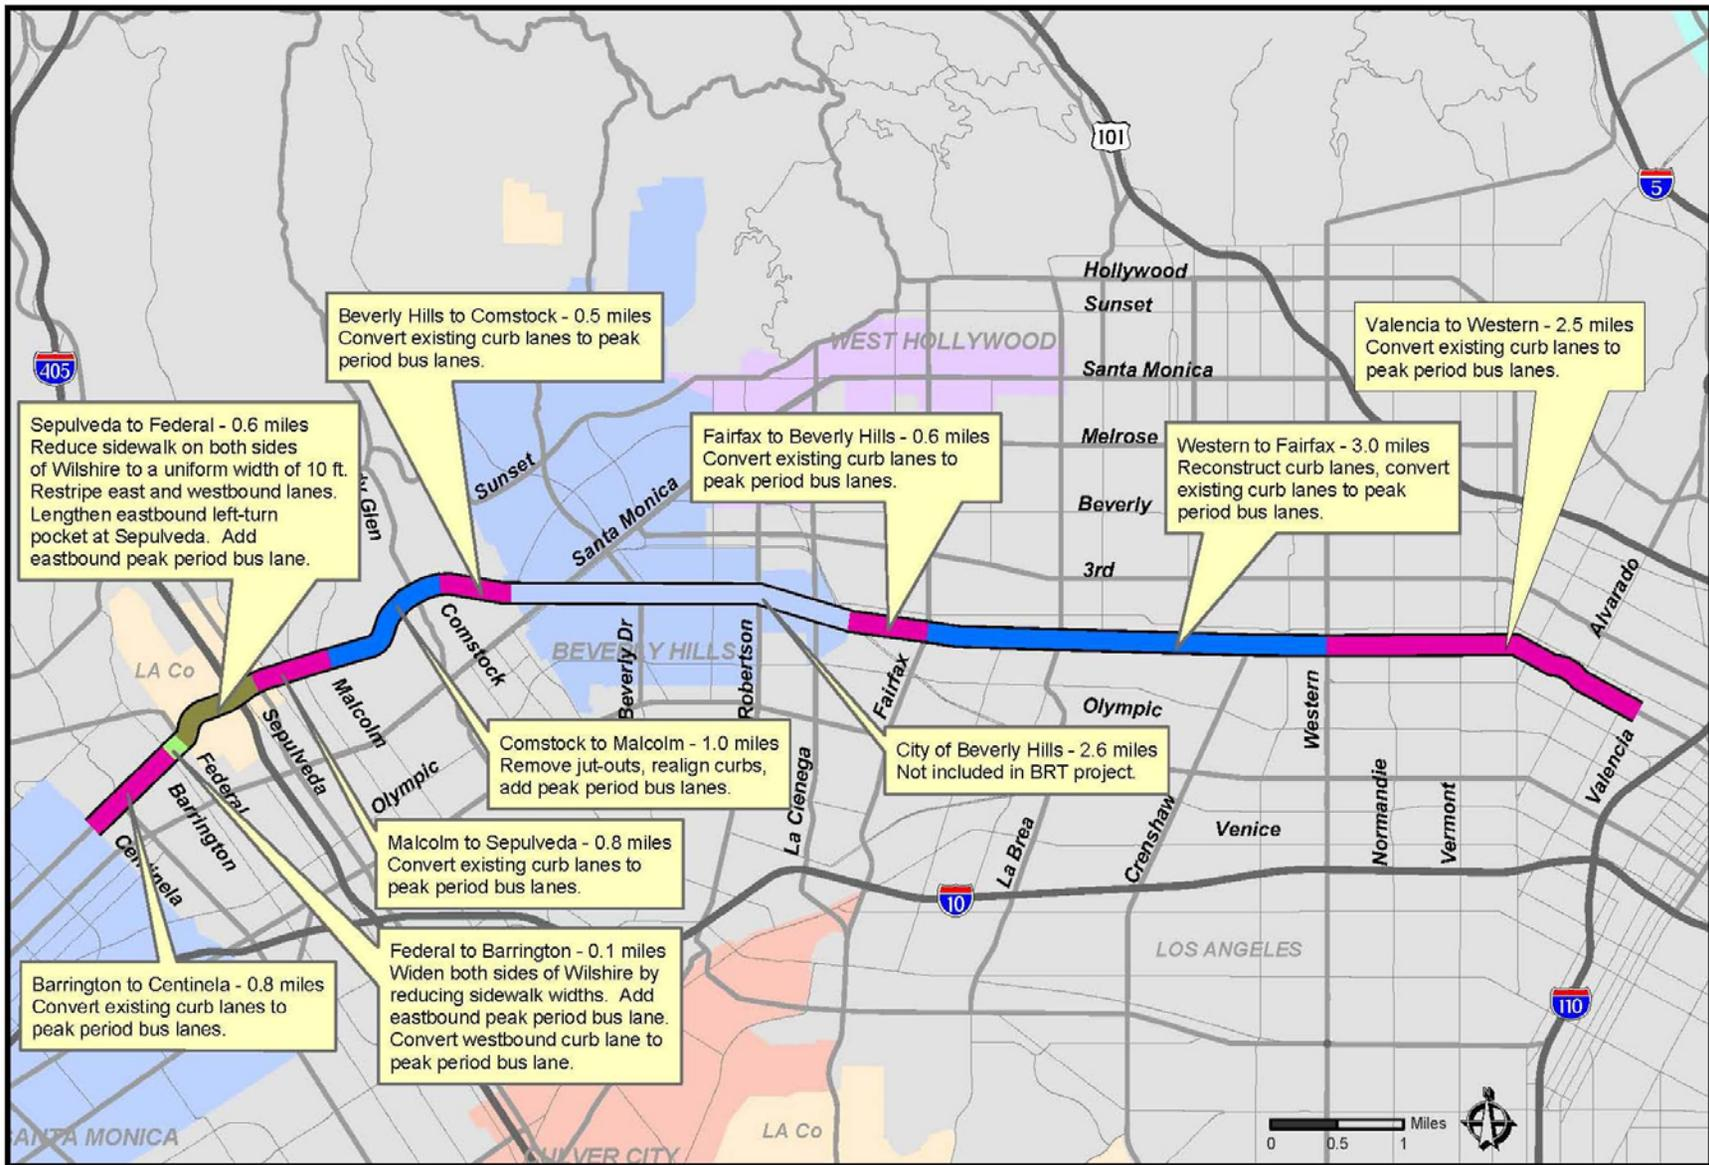 101
5
405
10
110
Hollywood
Sunset
WEST HOLLYWOOD
Santa Monica
Melrose
Beverly
3rd
Beverly Hills to Comstock - 0.5 miles
Convert existing curb lanes to peak
period bus lanes.
Valencia to Western - 2.5 miles
Convert existing curb lanes to
peak period bus lanes.
Sepulveda to Federal - 0.6 miles
Reduce sidewalk on both sides
of Wilshire to a uniform width of 10 ft.
Restripe east and westbound lanes.
Lengthen eastbound left-turn
pocket at Sepulveda. Add
eastbound peak period bus lane.
Fairfax to Beverly Hills - 0.6 miles
Convert existing curb lanes to
peak period bus lanes.
Western to Fairfax - 3.0 miles
Reconstruct curb lanes, convert
existing curb lanes to peak
period bus lanes.
Sunset
Santa Monica
Glen
Alvarado
Comstock
BEVERLY HILLS
Beverly Dr
Robertson
Fairfax
LA Co
Malcolm
Sepulveda
Olympic
Western
Valencia
Federal
Barrington
Olympic
Centinela
La Cienega
La Brea
Crenshaw
Venice
Normandie
Vermont
Comstock to Malcolm - 1.0 miles
Remove jut-outs, realign curbs,
add peak period bus lanes.
City of Beverly Hills - 2.6 miles
Not included in BRT project.
Malcolm to Sepulveda - 0.8 miles
Convert existing curb lanes to
peak period bus lanes.
Federal to Barrington - 0.1 miles
Widen both sides of Wilshire by
reducing sidewalk widths. Add
eastbound peak period bus lane.
Convert westbound curb lane to
peak period bus lane.
Barrington to Centinela - 0.8 miles
Convert existing curb lanes to
peak period bus lanes.
LOS ANGELES
SANTA MONICA
CULVER CITY
LA Co
Miles
0 0.5 1
N